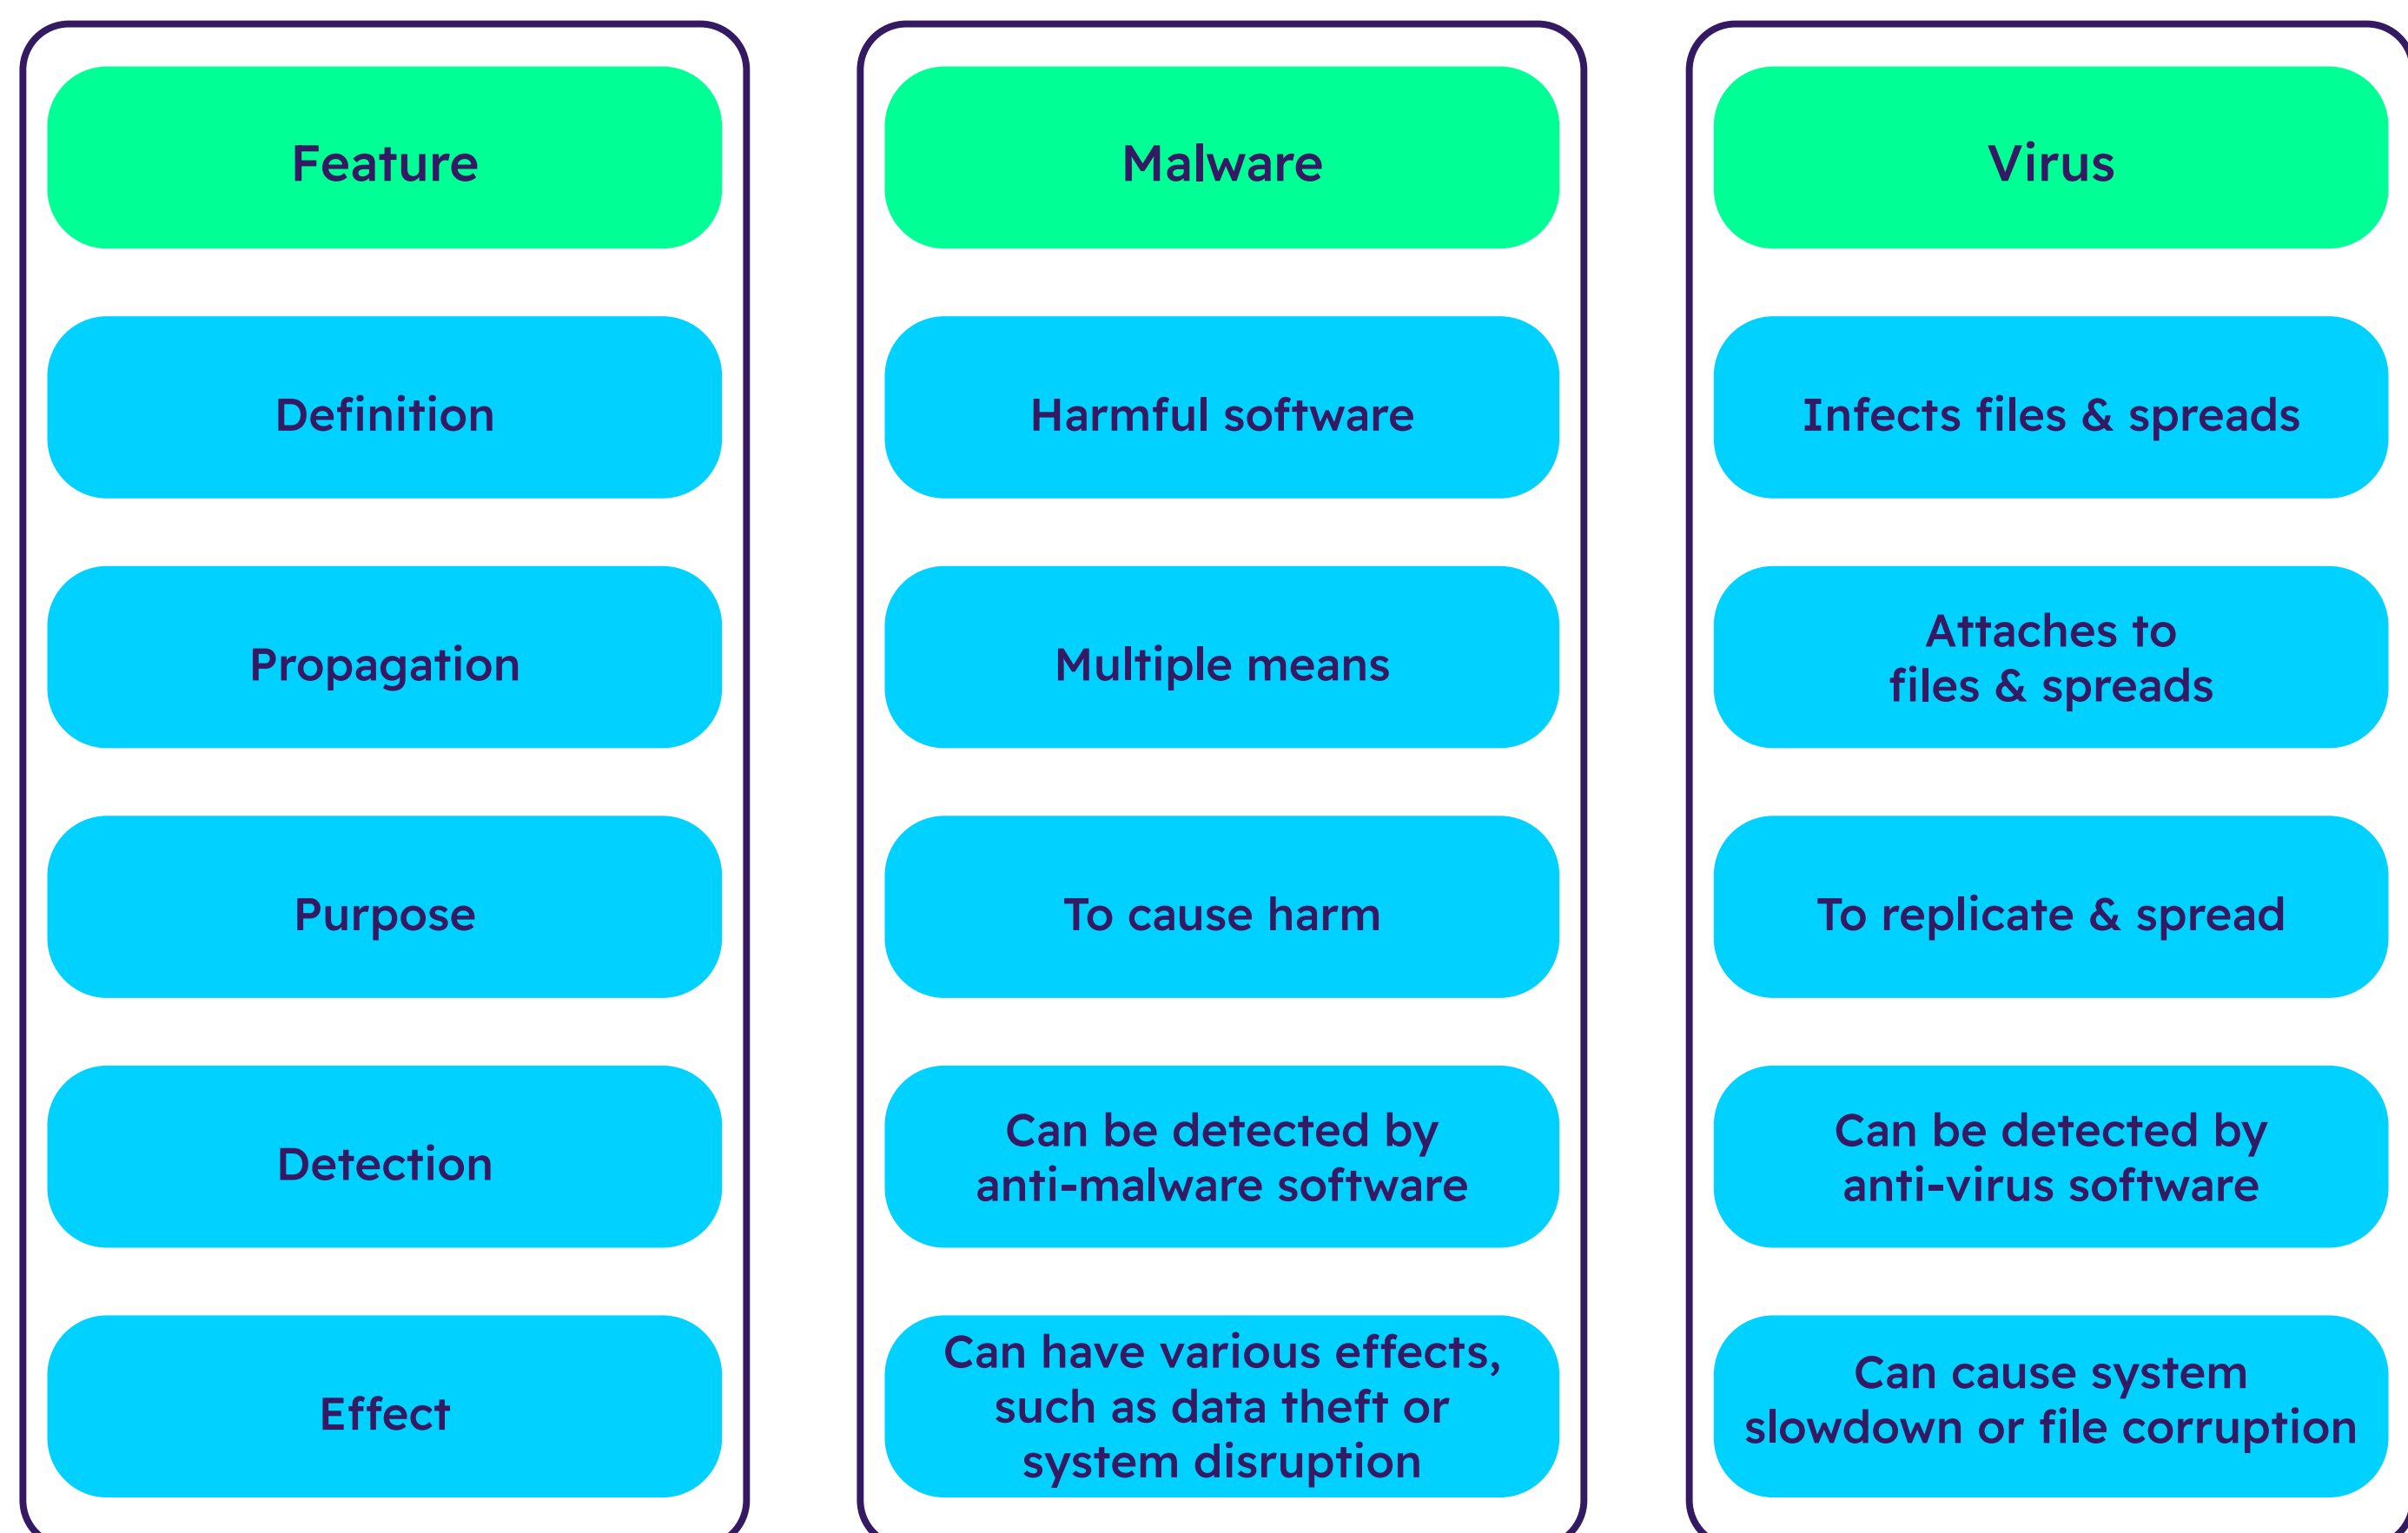 Feature
Malware
Virus
Definition
Harmful software
Infects files & spreads
Propagation
Multiple means
Attaches to
files & spreads
Purpose
To cause harm
To replicate & spread
Detection
Can be detected by
anti-malware software
Can be detected by
anti-virus software
Effect
Can have various effects,
such as data theft or
system disruption
Can cause system
slowdown or file corruption